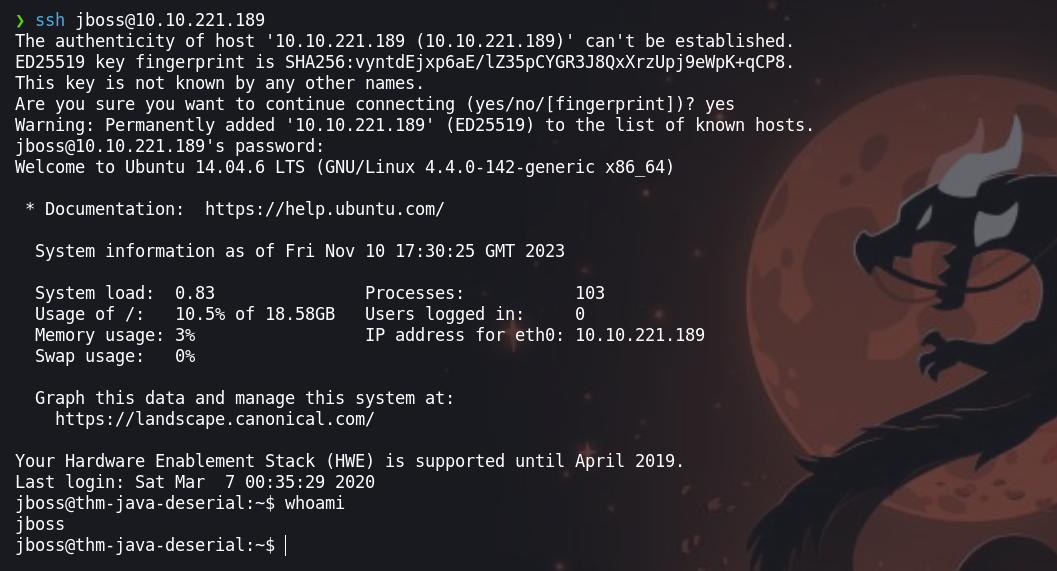 ❯ ssh jboss@10.10.221.189
The authenticity of host '10.10.221.189 (10.10.221.189)' can't be established.
ED25519 key fingerprint is SHA256:vyntdEjxp6aE/lZ35pCYGR3J8QxXrzUpj9eWpK+qCP8.
This key is not known by any other names.
Are you sure you want to continue connecting (yes/no/[fingerprint])? yes
Warning: Permanently added '10.10.221.189' (ED25519) to the list of known hosts.
jboss@10.10.221.189's password:
Welcome to Ubuntu 14.04.6 LTS (GNU/Linux 4.4.0-142-generic x86_64)
* Documentation:  https://help.ubuntu.com/
System information as of Fri Nov 10 17:30:25 GMT 2023
System load:  0.83                 Processes:           103
Usage of /:   10.5% of 18.58GB   Users logged in:     0
Memory usage: 3%                 IP address for eth0: 10.10.221.189
Swap usage:   0%
Graph this data and manage this system at:
https://landscape.canonical.com/
Your Hardware Enablement Stack (HWE) is supported until April 2019.
Last login: Sat Mar  7 00:35:29 2020
jboss@thm-java-deserial:~$ whoami
jboss
jboss@thm-java-deserial:~$